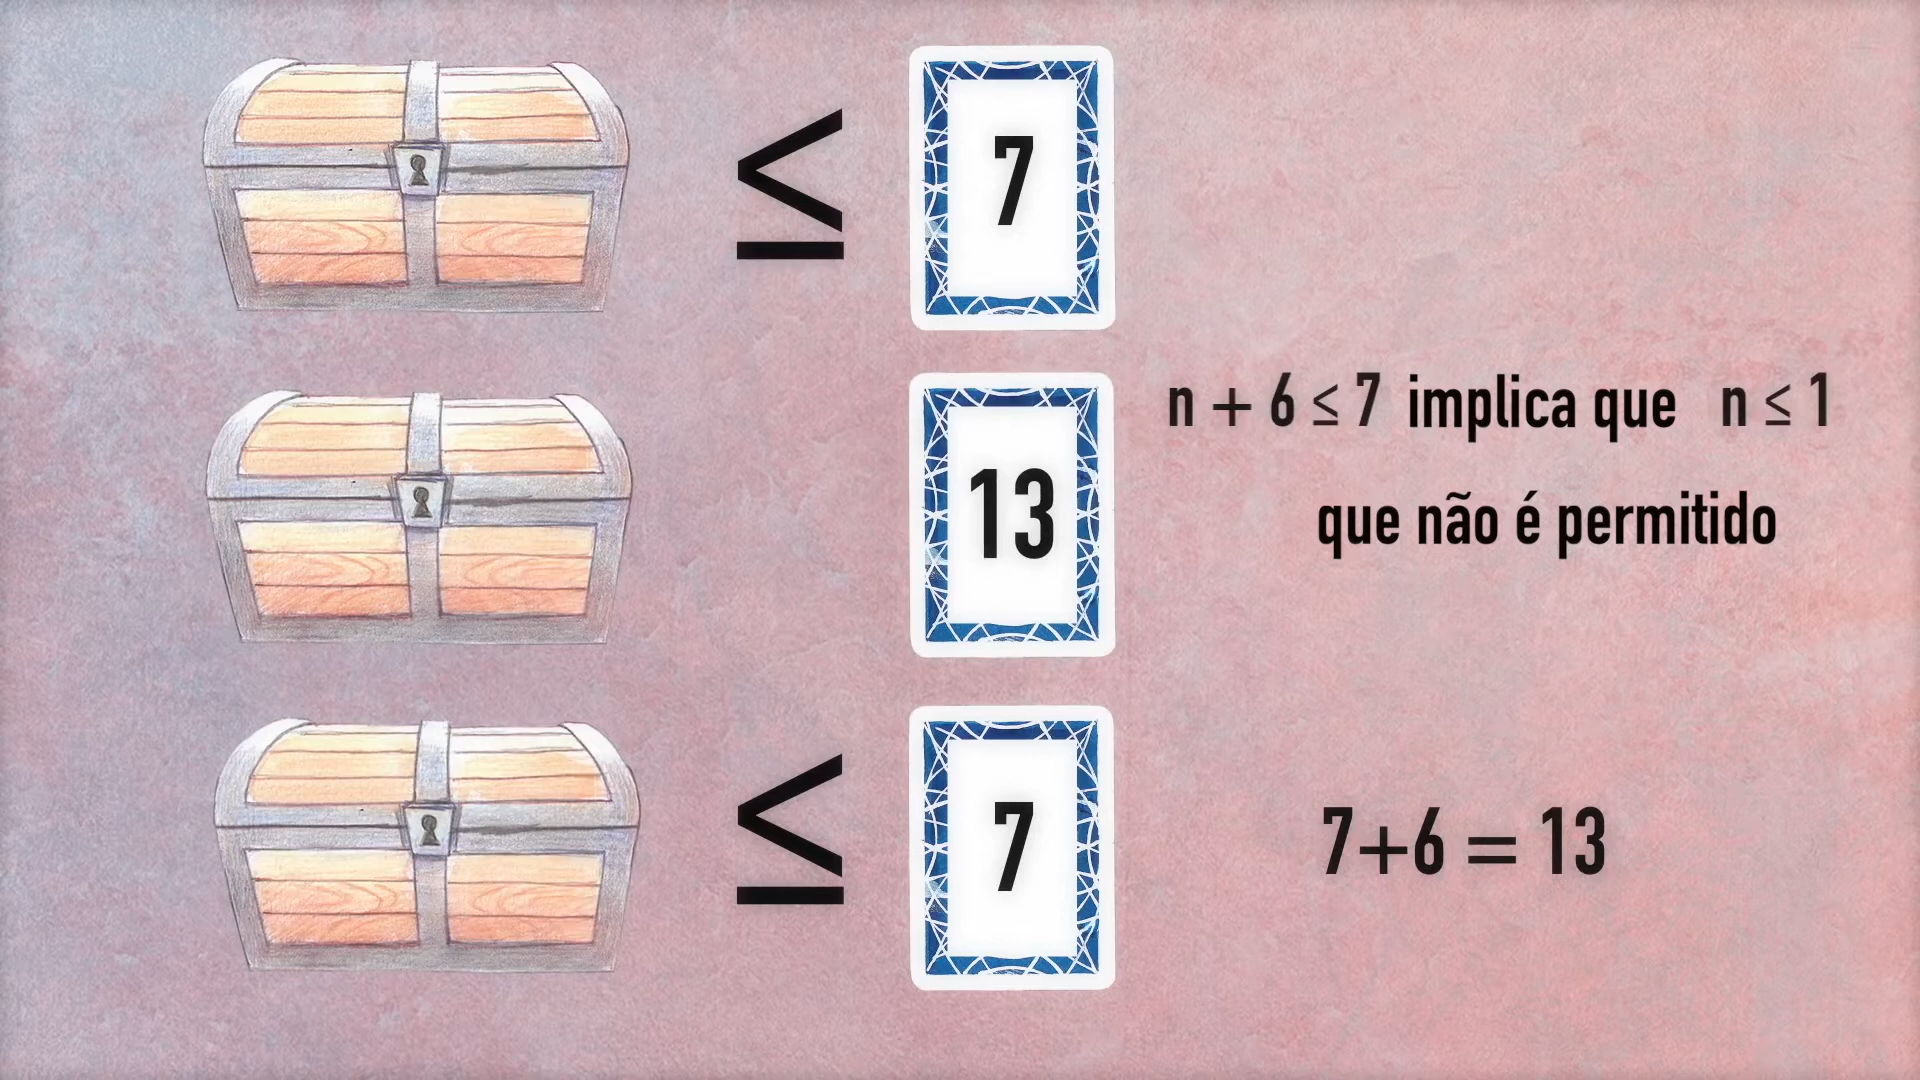 ≤ 7
13
n + 6 ≤ 7 implica que n ≤ 1
que não é permitido
≤ 7
7+6 = 13